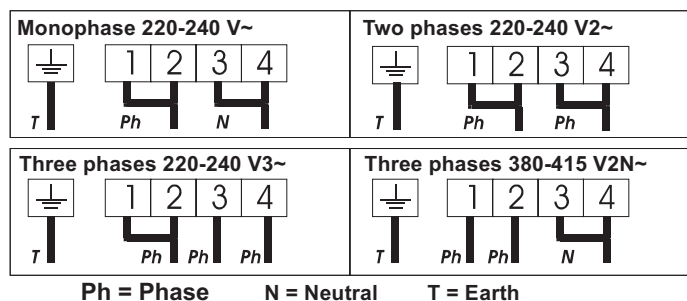 Monophase 220-240 V~
1 2 3 4
T Ph N
Two phases 220-240 V2~
1 2 3 4
T Ph Ph
Three phases 220-240 V3~
1 2 3 4
T Ph Ph Ph
Three phases 380-415 V2N~
1 2 3 4
T Ph Ph N
Ph = Phase N = Neutral T = Earth